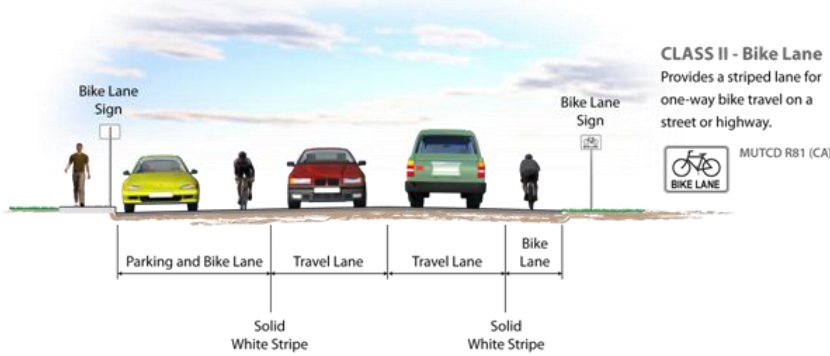 CLASS II - Bike Lane
Provides a striped lane for
one-way bike travel on a
street or highway.
BIKE LANE
MUTCD R81 (CA)
Bike Lane
Sign
Bike Lane
Sign
Parking and Bike Lane
Travel Lane
Travel Lane
Bike
Lane
Solid
White Stripe
Solid
White Stripe